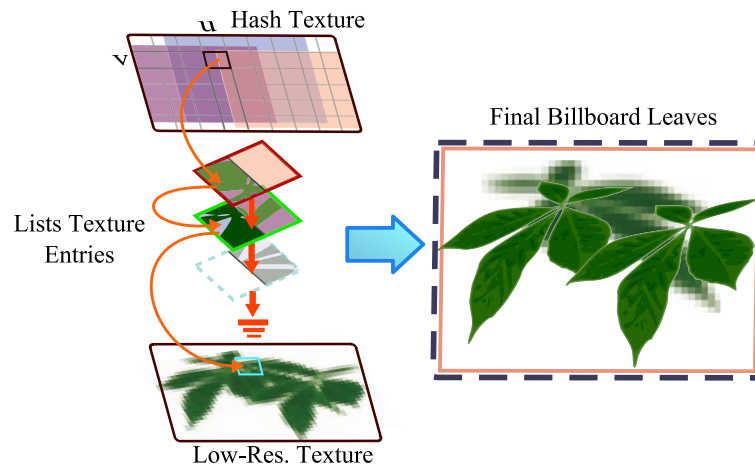 u
Hash Texture
v
Final Billboard Leaves
Lists Texture
Entries
Low-Res. Texture